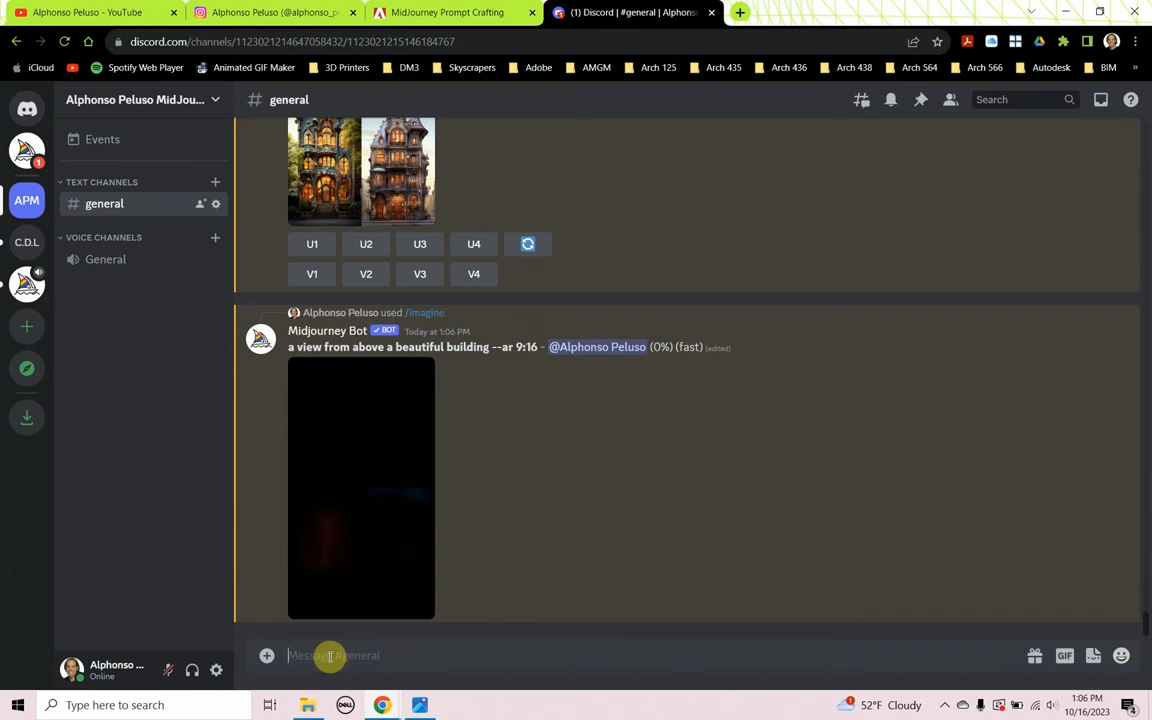 Alphonso Peluso - YouTube
Alphonso Peluso (@alphonso_p
MidJourney Prompt Crafting
(1) Discord | #general | Alphons
discord.com/channels/1123021214647058432/1123021215146184767
iCloud
Spotify Web Player
Animated GIF Maker
3D Printers
DM3
Skyscrapers
Adobe
AMGM
Arch 125
Arch 435
Arch 436
Arch 438
Arch 564
Arch 566
Autodesk
BIM
»
Alphonso Peluso MidJou...
# general
Search
Events
TEXT CHANNELS
# general
VOICE CHANNELS
General
APM
C.D.L
1
U1 U2 U3 U4
V1 V2 V3 V4
Alphonso Peluso used /imagine
Midjourney Bot ✔ BOT Today at 1:06 PM
a view from above a beautiful building --ar 9:16 - @Alphonso Peluso (0%) (fast) (edited)
Message #general
GIF
Alphonso ...
Online
Type here to search
DELL
1
52°F Cloudy
1:06 PM
10/16/2023
4